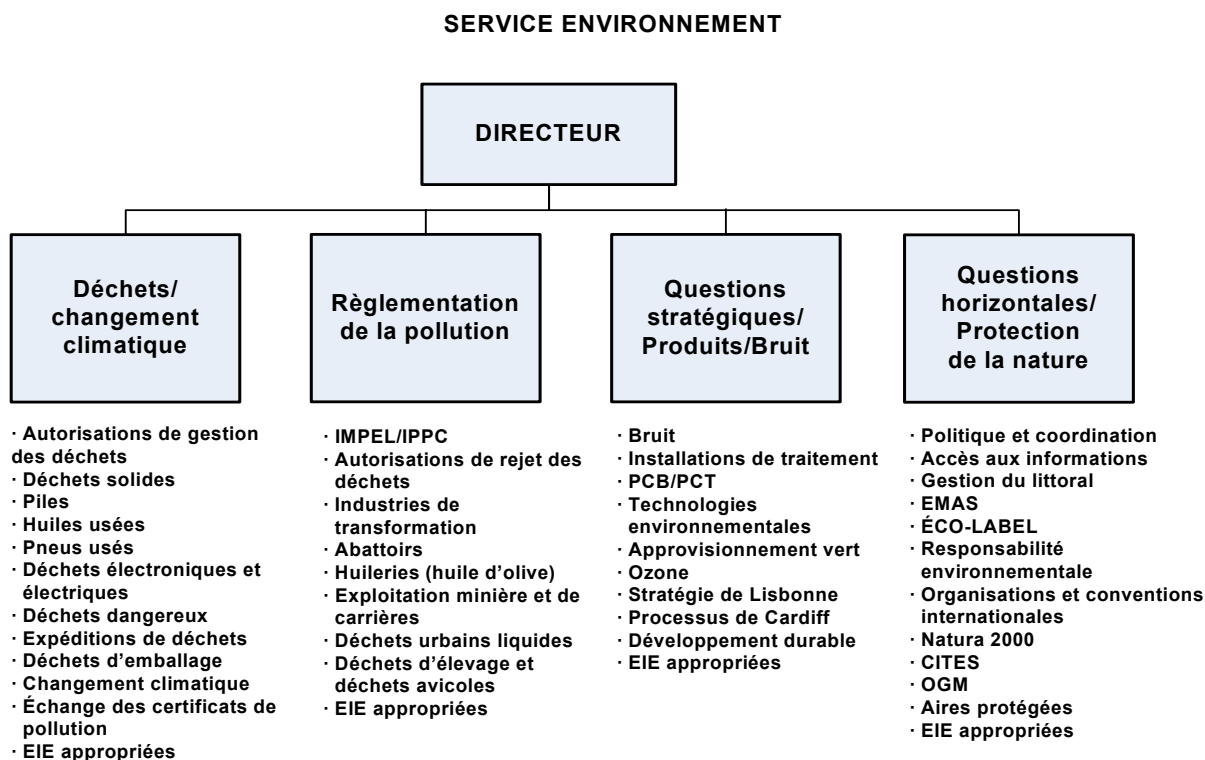 SERVICE ENVIRONNEMENT
DIRECTEUR
Déchets/
changement
climatique
Règlementation
de la pollution
Questions
stratégiques/
Produits/Bruit
Questions
horizontales/
Protection
de la nature
· Autorisations de gestion
des déchets
· Déchets solides
· Piles
· Huiles usées
· Pneus usés
· Déchets électroniques et
électriques
· Déchets dangereux
· Expéditions de déchets
· Déchets d'emballage
· Changement climatique
· Échange des certificats de
pollution
· EIE appropriées
· IMPEL/IPPC
· Autorisations de rejet des
déchets
· Industries de
transformation
· Abattoirs
· Huileries (huile d'olive)
· Exploitation minière et de
carrières
· Déchets urbains liquides
· Déchets d'élevage et
déchets avicoles
· EIE appropriées
· Bruit
· Installations de traitement
· PCB/PCT
· Technologies
environnementales
· Approvisionnement vert
· Ozone
· Stratégie de Lisbonne
· Processus de Cardiff
· Développement durable
· EIE appropriées
· Politique et coordination
· Accès aux informations
· Gestion du littoral
· EMAS
· ÉCO-LABEL
· Responsabilité
environnementale
· Organisations et conventions
internationales
· Natura 2000
· CITES
· OGM
· Aires protégées
· EIE appropriées